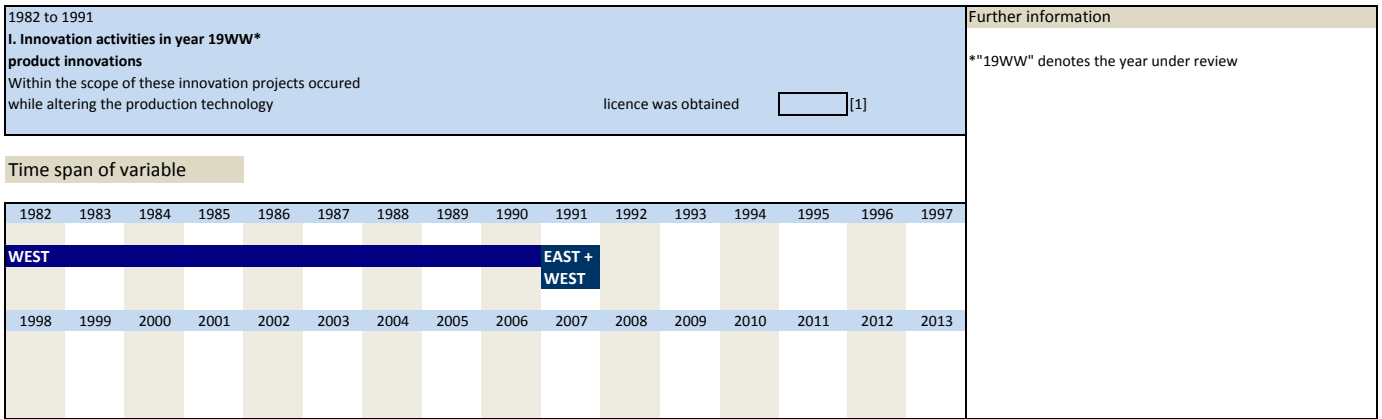 1982 to 1991
I. Innovation activities in year 19WW*
product innovations
Within the scope of these innovation projects occured
while altering the production technology licence was obtained [1]
Further information
*"19WW" denotes the year under review
Time span of variable
1982 1983 1984 1985 1986 1987 1988 1989 1990 1991 1992 1993 1994 1995 1996 1997
WEST EAST +
WEST
1998 1999 2000 2001 2002 2003 2004 2005 2006 2007 2008 2009 2010 2011 2012 2013